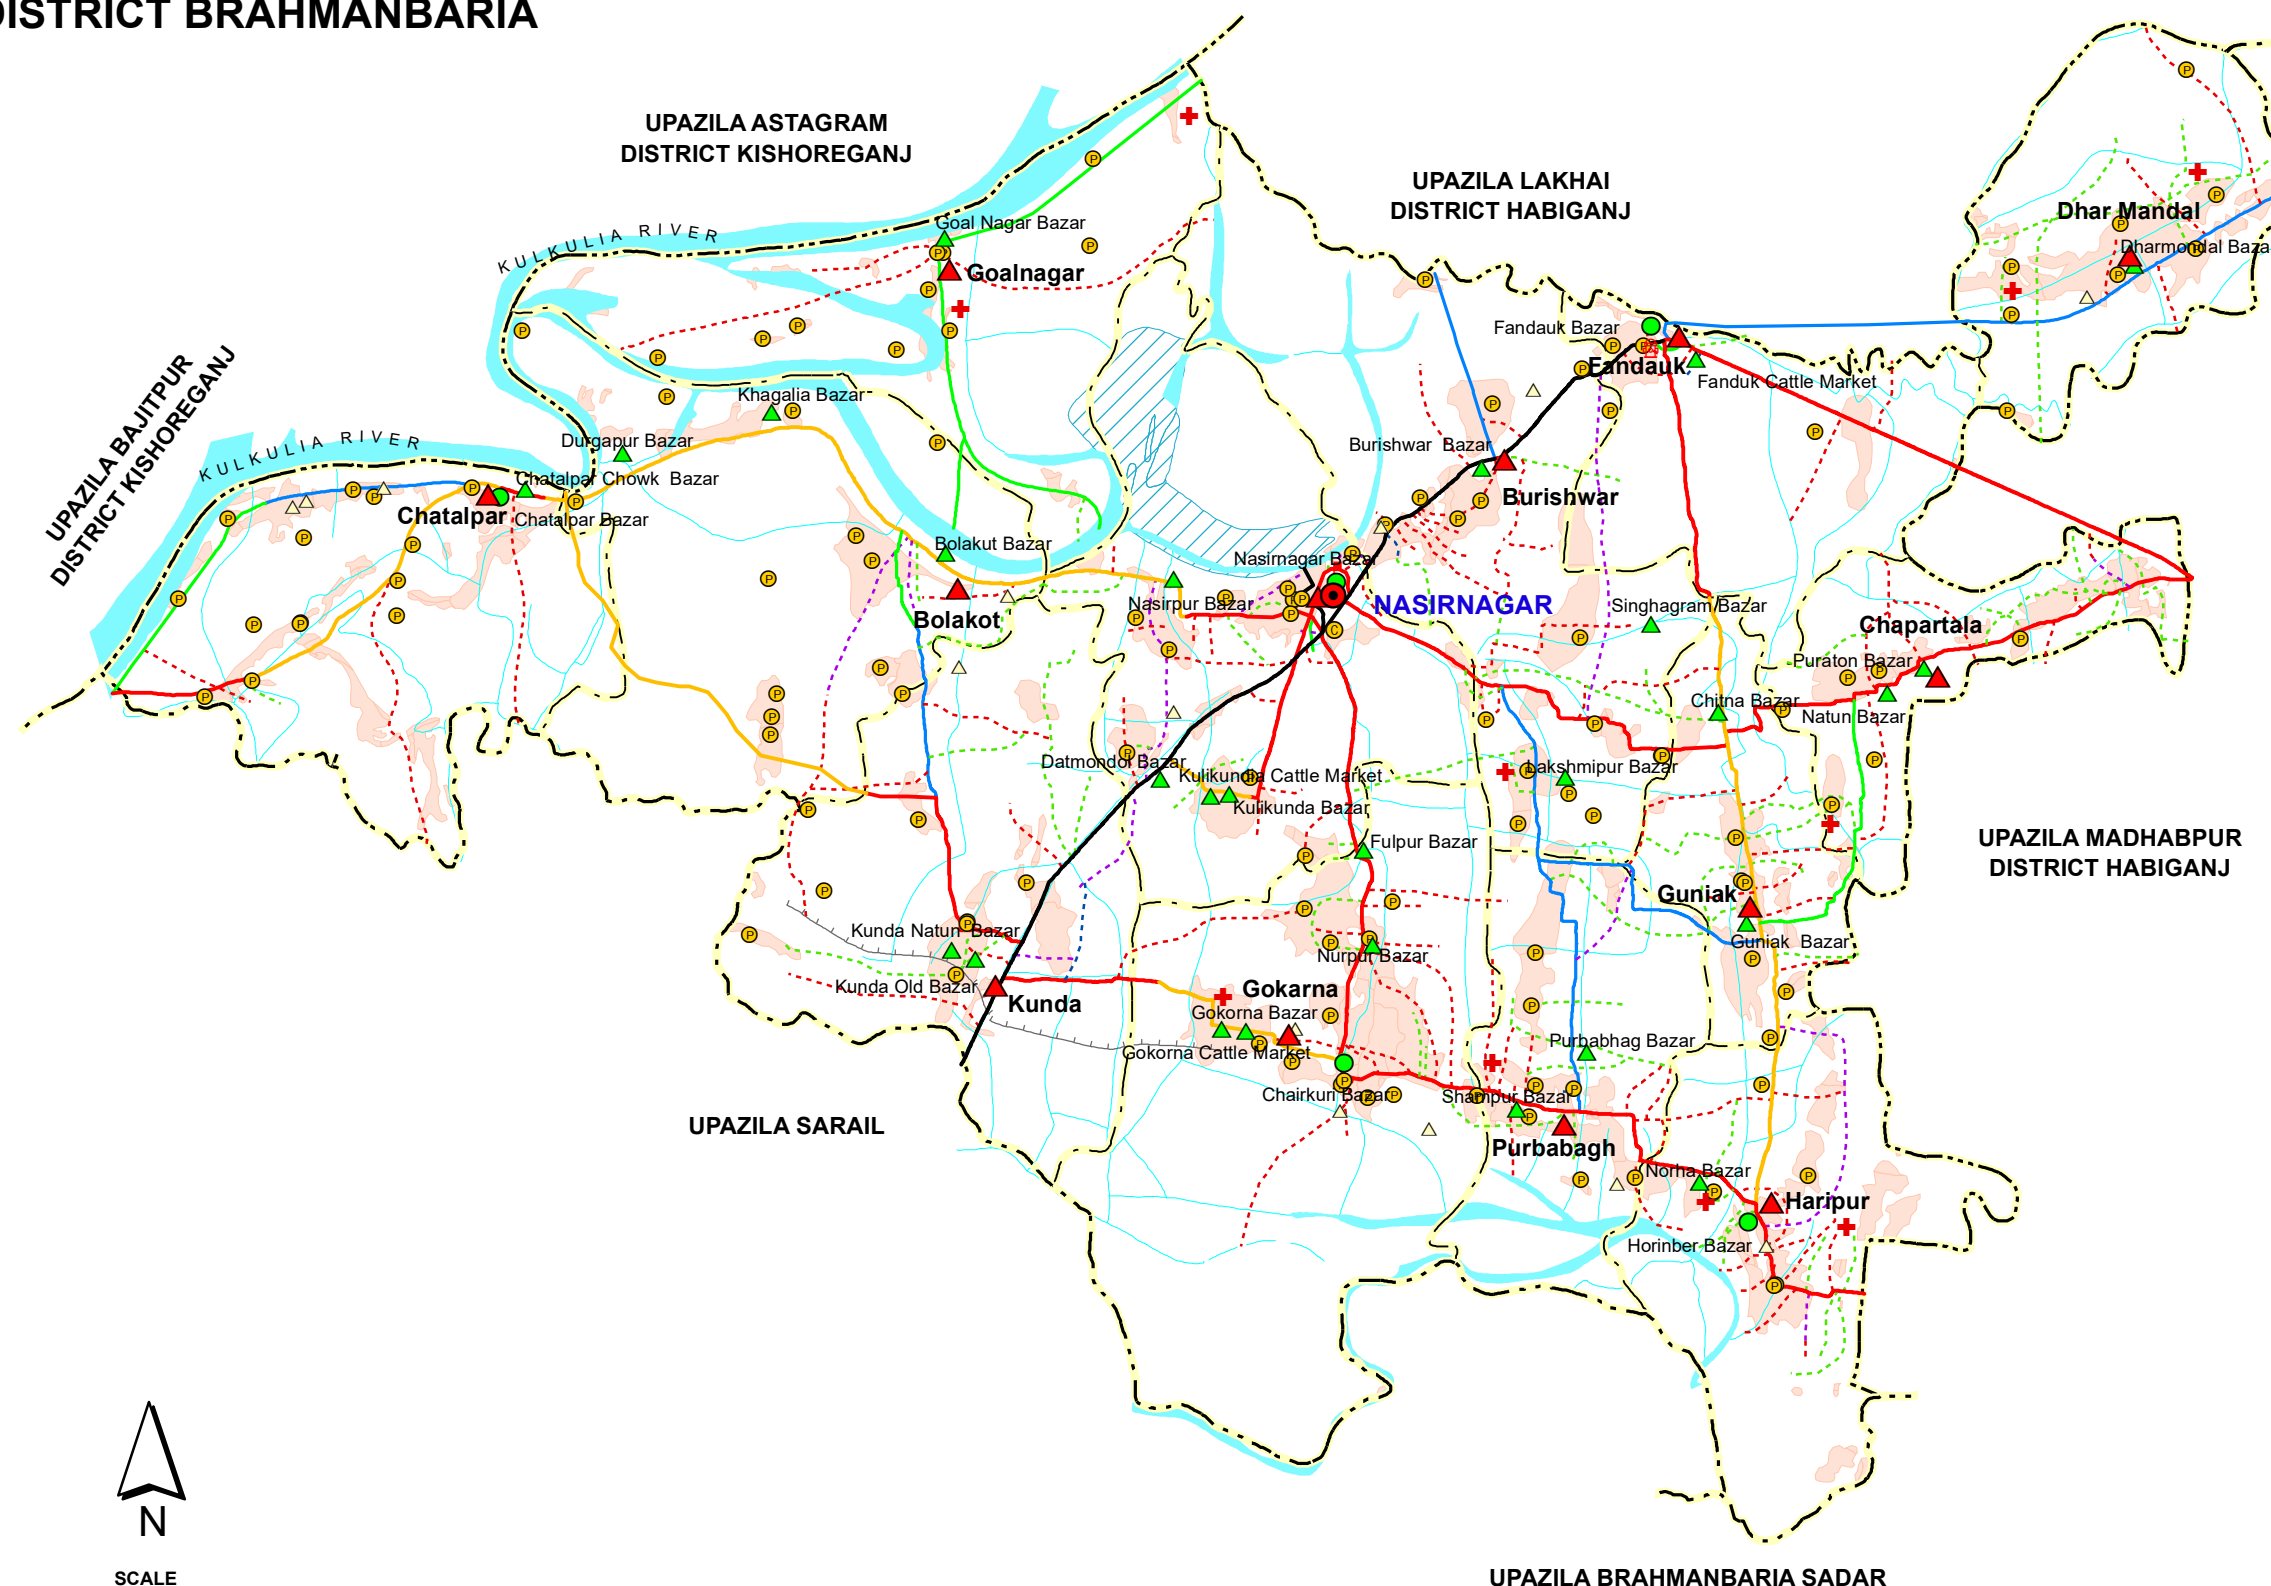 DISTRICT BRAHMANBARIA
UPAZILA ASTAGRAM
DISTRICT KISHOREGANJ
UPAZILA LAKHAI
DISTRICT HABIGANJ
Dhar Mandal
Dharmondal Baza
Goal Nagar Bazar
KULKULIA RIVER
Goalnagar
Fandauk Bazar
Fandauk
Fanduk Cattle Market
UPAZILA BAJITPUR
DISTRICT KISHOREGANJ
Khagalia Bazar
KULKULIA RIVER
Durgapur Bazar
Burishwar Bazar
Chatalpar Chowk Bazar
Burishwar
Chatalpar
Chatalpar Bazar
Bolakut Bazar
Nasirnagar Bazar
Nasirpur Bazar
NASIRNAGAR
Singhagram Bazar
Bolakot
Chapartala
Puraton Bazar
Chitna Bazar
Natun Bazar
Datmondol Bazar
Kulikundia Cattle Market
Lakshmipur Bazar
Kulikunda Bazar
Fulpur Bazar
UPAZILA MADHABPUR
DISTRICT HABIGANJ
Guniak
Kunda Natun Bazar
Guniak Bazar
Nurpur Bazar
Kunda Old Bazar
Gokarna
Kunda
Gokorna Bazar
Purbabhag Bazar
Gokorna Cattle Market
Chairkuri Bazar
Shampur Bazar
UPAZILA SARAIL
Purbabagh
Norha Bazar
Haripur
Horinber Bazar
N
SCALE
UPAZILA BRAHMANBARIA SADAR